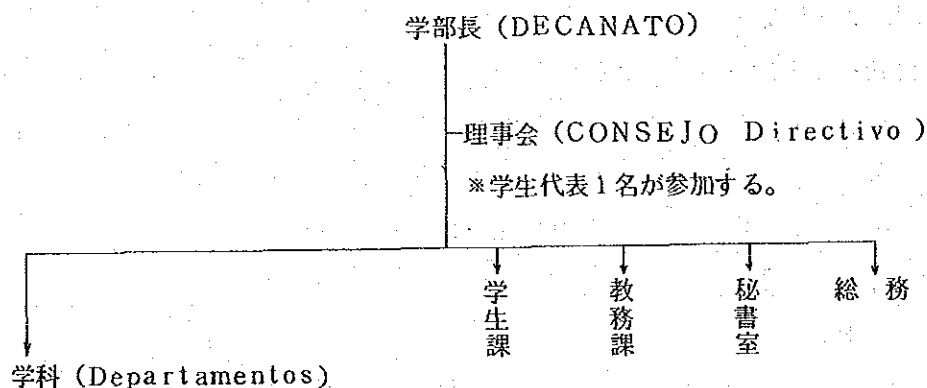 学部長 (DECANATO)
理事会 (CONSEJO Directivo)
※学生代表1名が参加する。
学生課
教務課
秘書室
総務
学科 (Departamentos)